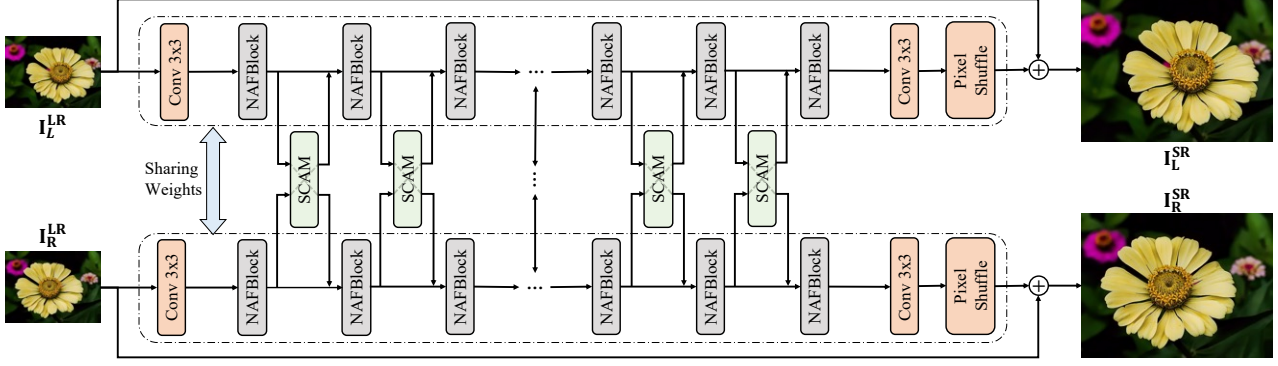 Conv 3x3
NAFBlock
NAFBlock
NAFBlock
...
NAFBlock
NAFBlock
NAFBlock
Conv 3x3
Pixel
Shuffle
I_L^LR
I_L^SR
Sharing
Weights
SCAM
SCAM
...
SCAM
SCAM
I_R^LR
I_R^SR
Conv 3x3
NAFBlock
NAFBlock
NAFBlock
...
NAFBlock
NAFBlock
NAFBlock
Conv 3x3
Pixel
Shuffle